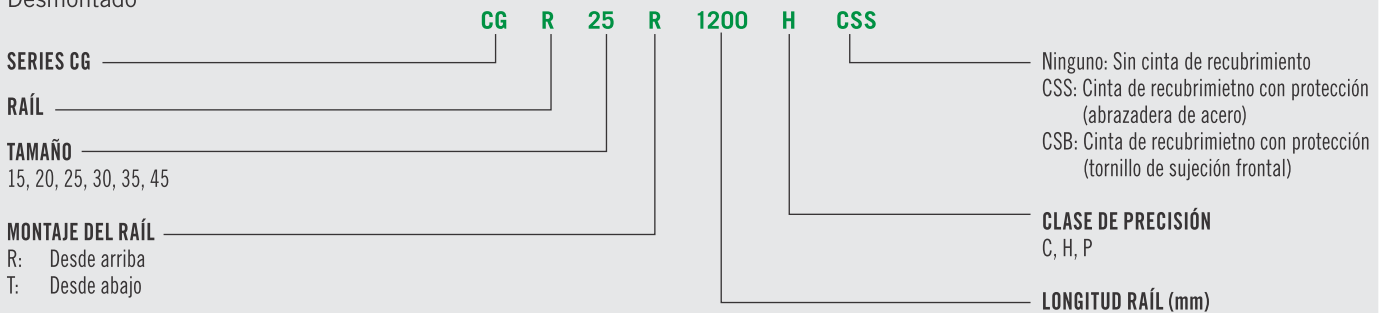 Desmontado
CG R 25 R 1200 H CSS
SERIES CG
RAÍL
TAMAÑO
15, 20, 25, 30, 35, 45
MONTAJE DEL RAÍL
R: Desde arriba
T: Desde abajo
Ninguno: Sin cinta de recubrimiento
CSS: Cinta de recubrimietno con protección
(abrazadera de acero)
CSB: Cinta de recubrimietno con protección
(tornillo de sujeción frontal)
CLASE DE PRECISIÓN
C, H, P
LONGITUD RAÍL (mm)